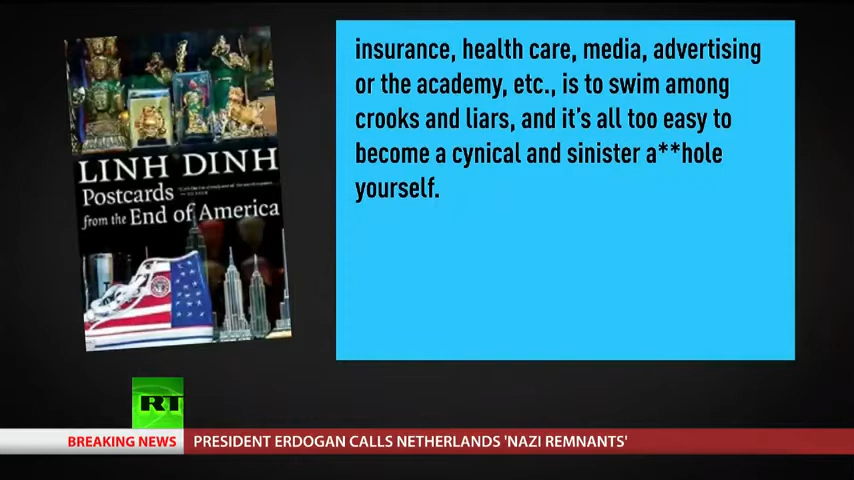 insurance, health care, media, advertising
or the academy, etc., is to swim among
crooks and liars, and it's all too easy to
become a cynical and sinister a**hole
yourself.
LINH DINH
Postcards
from the End of America
RT
BREAKING NEWS PRESIDENT ERDOGAN CALLS NETHERLANDS 'NAZI REMNANTS'